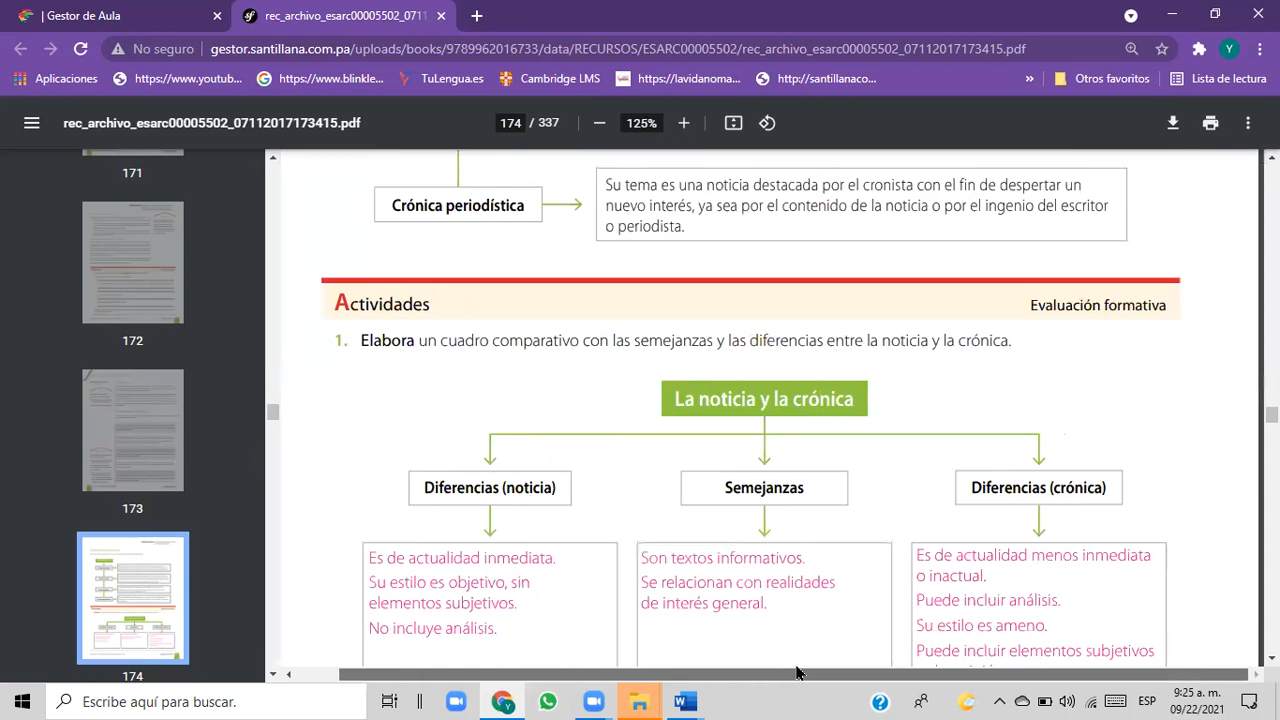 Gestor de Aula
rec_archivo_esarc00005502_0711
No seguro
gestor.santillana.com.pa/uploads/books/9789962016733/data/RECURSOS/ESARC00005502/rec_archivo_esarc00005502_07112017173415.pdf
Y
Aplicaciones
https://www.youtub...
https://www.blinkle...
TuLengua.es
Cambridge LMS
https://lavidanoma...
http://santillanaco...
»
Otros favoritos
Lista de lectura
rec_archivo_esarc00005502_07112017173415.pdf
174 / 337
125%
171
172
173
174
Crónica periodística
Su tema es una noticia destacada por el cronista con el fin de despertar un
nuevo interés, ya sea por el contenido de la noticia o por el ingenio del escritor
o periodista.
Actividades
Evaluación formativa
1. Elabora un cuadro comparativo con las semejanzas y las diferencias entre la noticia y la crónica.
La noticia y la crónica
Diferencias (noticia)
Semejanzas
Diferencias (crónica)
Es de actualidad inmediata.
Su estilo es objetivo, sin
elementos subjetivos.
No incluye análisis.
Son textos informativos.
Se relacionan con realidades
de interés general.
Es de actualidad menos inmediata
o inactual.
Puede incluir análisis.
Su estilo es ameno.
Puede incluir elementos subjetivos
Escribe aquí para buscar.
ESP
9:25 a. m.
09/22/2021